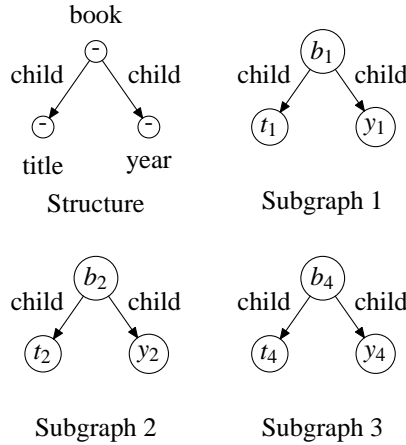 book
-
child child
- -
title year
Structure
b1
child child
t1 y1
Subgraph 1
b2
child child
t2 y2
Subgraph 2
b4
child child
t4 y4
Subgraph 3